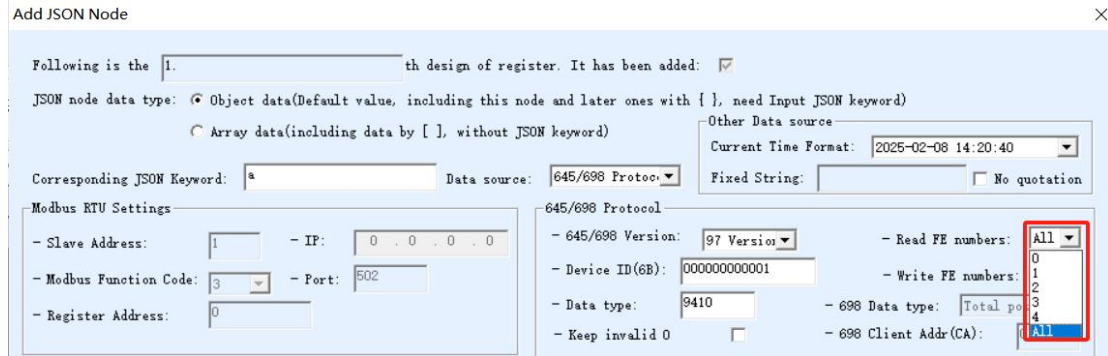 Add JSON Node
Following is the 1. th design of register. It has been added:
JSON node data type: Object data(Default value, including this node and later ones with { }, need Input JSON keyword)
Array data(including data by [ ], without JSON keyword)
Other Data source
Current Time Format: 2025-02-08 14:20:40
Corresponding JSON Keyword: a Data source: 645/698 Protoc
Fixed String: No quotation
Modbus RTU Settings
- Slave Address: 1 - IP: 0 . 0 . 0 . 0
- Modbus Function Code: 3 - Port: 502
- Register Address: 0
645/698 Protocol
- 645/698 Version: 97 Version - Read FE numbers: All
- Device ID(6B): 000000000001 - Write FE numbers:
- Data type: 9410 - 698 Data type: Total po
- Keep invalid 0 - 698 Client Addr(CA):
0
1
2
3
4
All